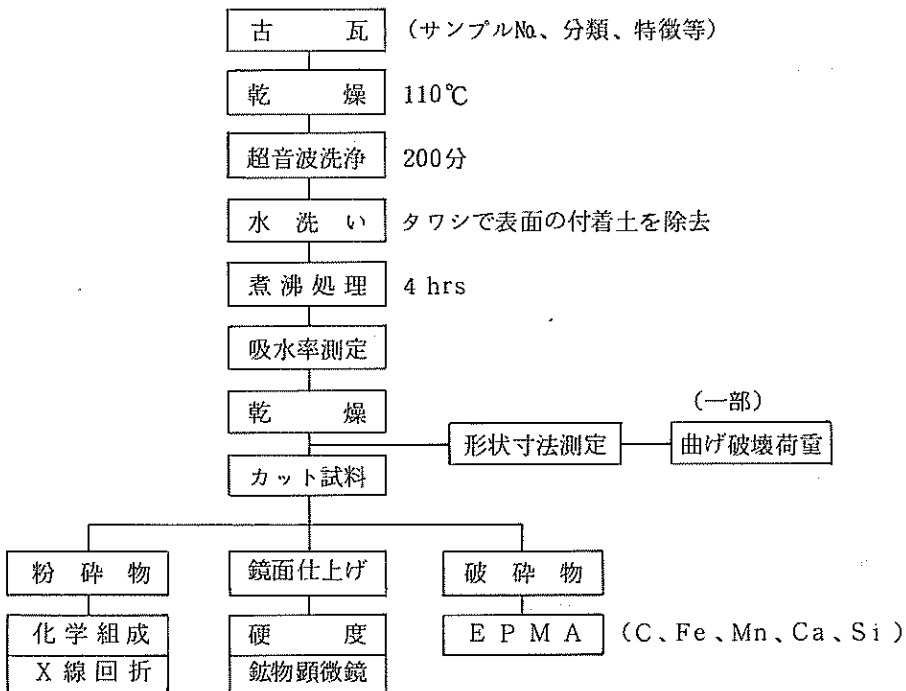 古瓦 (サンプル№、分類、特徴等)
乾燥 110℃
超音波洗浄 200分
水洗い タワシで表面の付着土を除去
煮沸処理 4 hrs
吸水率測定
乾燥
(一部)
形状寸法測定 曲げ破壊荷重
カット試料
粉砕物 鏡面仕上げ 破砕物
化学組成 硬度 EPMA (C、Fe、Mn、Ca、Si)
X線回折 鉱物顕微鏡